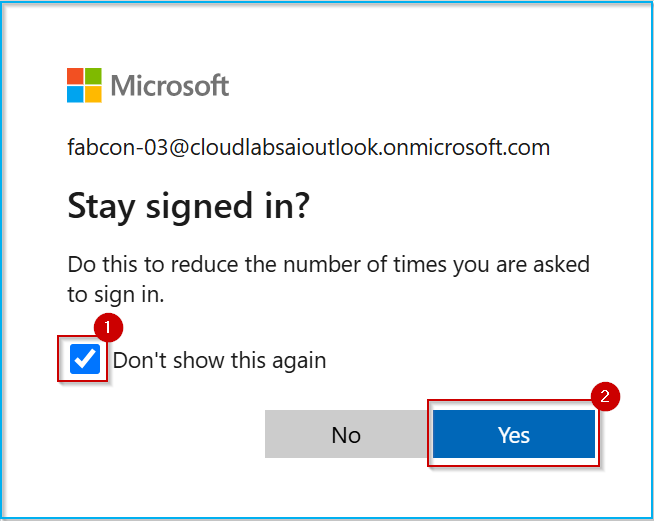 Microsoft
fabcon-03@cloudlabsaioutlook.onmicrosoft.com
Stay signed in?
Do this to reduce the number of times you are asked
to sign in.
1
Don't show this again
2
No
Yes